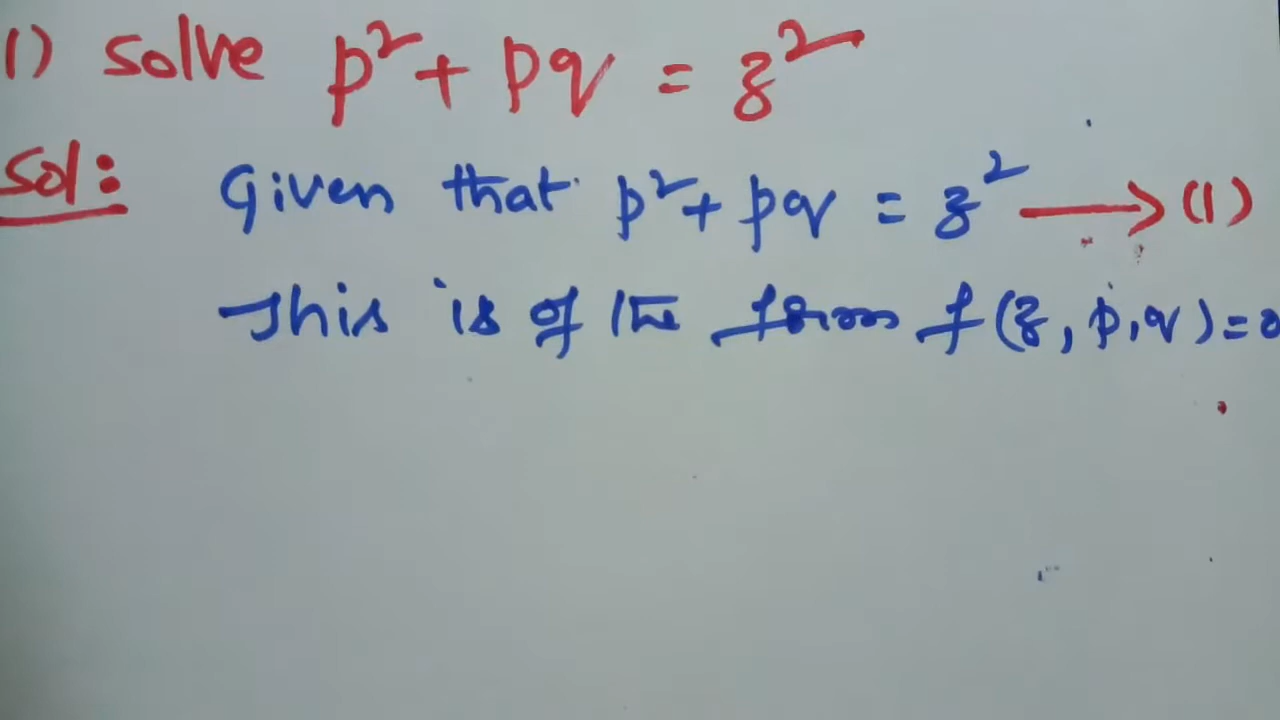 1) Solve p² + pq = z²
Sol:
Given that p² + pq = z² → (1)
This is of the form f(z, p, q) = 0